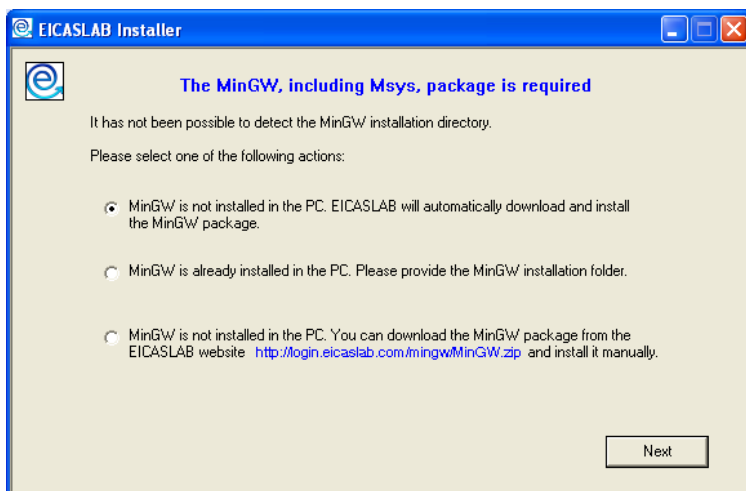 EICASLAB Installer
The MinGW, including Msys, package is required
It has not been possible to detect the MinGW installation directory.
Please select one of the following actions:
MinGW is not installed in the PC. EICASLAB will automatically download and install
the MinGW package.
MinGW is already installed in the PC. Please provide the MinGW installation folder.
MinGW is not installed in the PC. You can download the MinGW package from the
EICASLAB website http://login.eicaslab.com/mingw/MinGW.zip and install it manually.
Next